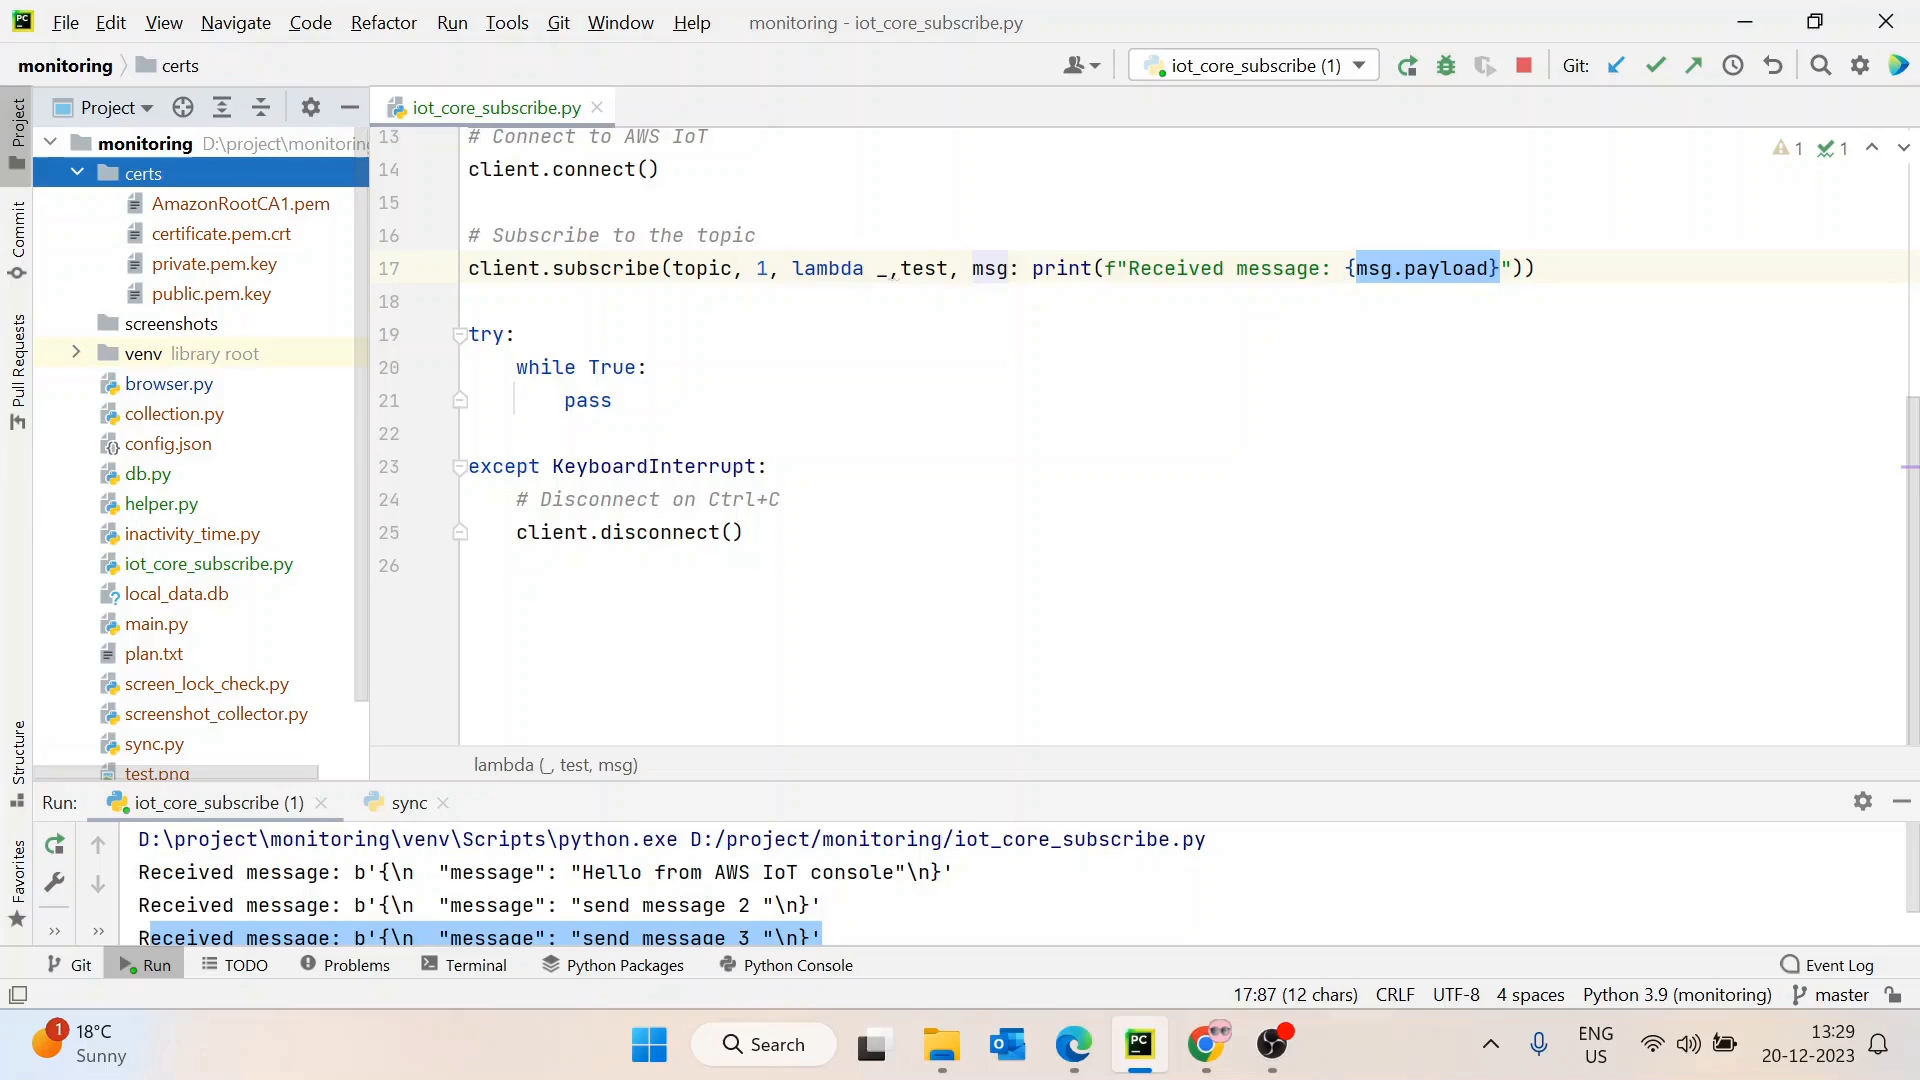 PC File Edit View Navigate Code Refactor Run Tools Git Window Help monitoring - iot_core_subscribe.py
monitoring certs iot_core_subscribe (1) Git:
Project iot_core_subscribe.py
monitoring D:\project\monitoring
certs
AmazonRootCA1.pem
certificate.pem.crt
private.pem.key
public.pem.key
screenshots
venv library root
browser.py
collection.py
config.json
db.py
helper.py
inactivity_time.py
iot_core_subscribe.py
local_data.db
main.py
plan.txt
screen_lock_check.py
screenshot_collector.py
sync.py
test.png
Project
Commit
Pull Requests
Structure
Favorites
13 # Connect to AWS IoT
14 client.connect()
15
16 # Subscribe to the topic
17 client.subscribe(topic, 1, lambda _,test, msg: print(f"Received message: {msg.payload}"))
18
19 try:
20 while True:
21 pass
22
23 except KeyboardInterrupt:
24 # Disconnect on Ctrl+C
25 client.disconnect()
26
1 1
lambda (_, test, msg)
Run: iot_core_subscribe (1) sync
D:\project\monitoring\venv\Scripts\python.exe D:/project/monitoring/iot_core_subscribe.py
Received message: b'{\n  "message": "Hello from AWS IoT console"\n}'
Received message: b'{\n  "message": "send message 2 "\n}'
Received message: b'{\n  "message": "send message 3 "\n}'
Git Run TODO Problems Terminal Python Packages Python Console Event Log
17:87 (12 chars) CRLF UTF-8 4 spaces Python 3.9 (monitoring) master
1 18°C
Sunny
Search
PC
ENG
US
13:29
20-12-2023